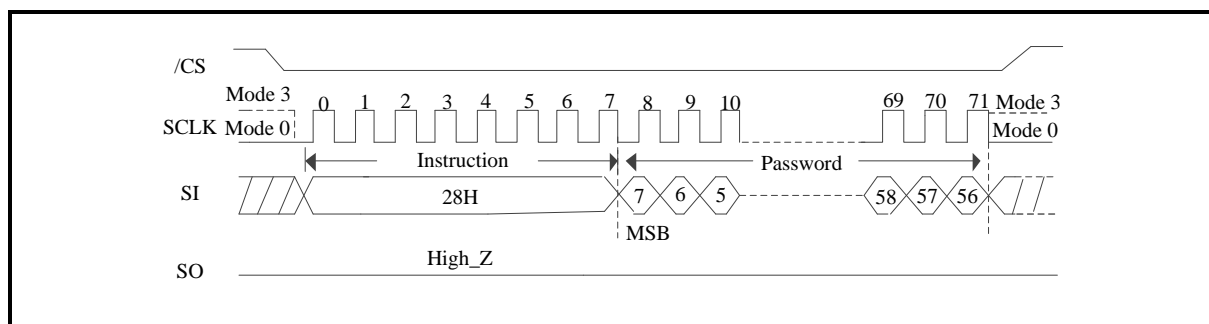 /CS
Mode 3
0 1 2 3 4 5 6 7 8 9 10 69 70 71 Mode 3
SCLK Mode 0 Mode 0
Instruction Password
SI 28H 7 6 5 58 57 56
MSB
High_Z
SO